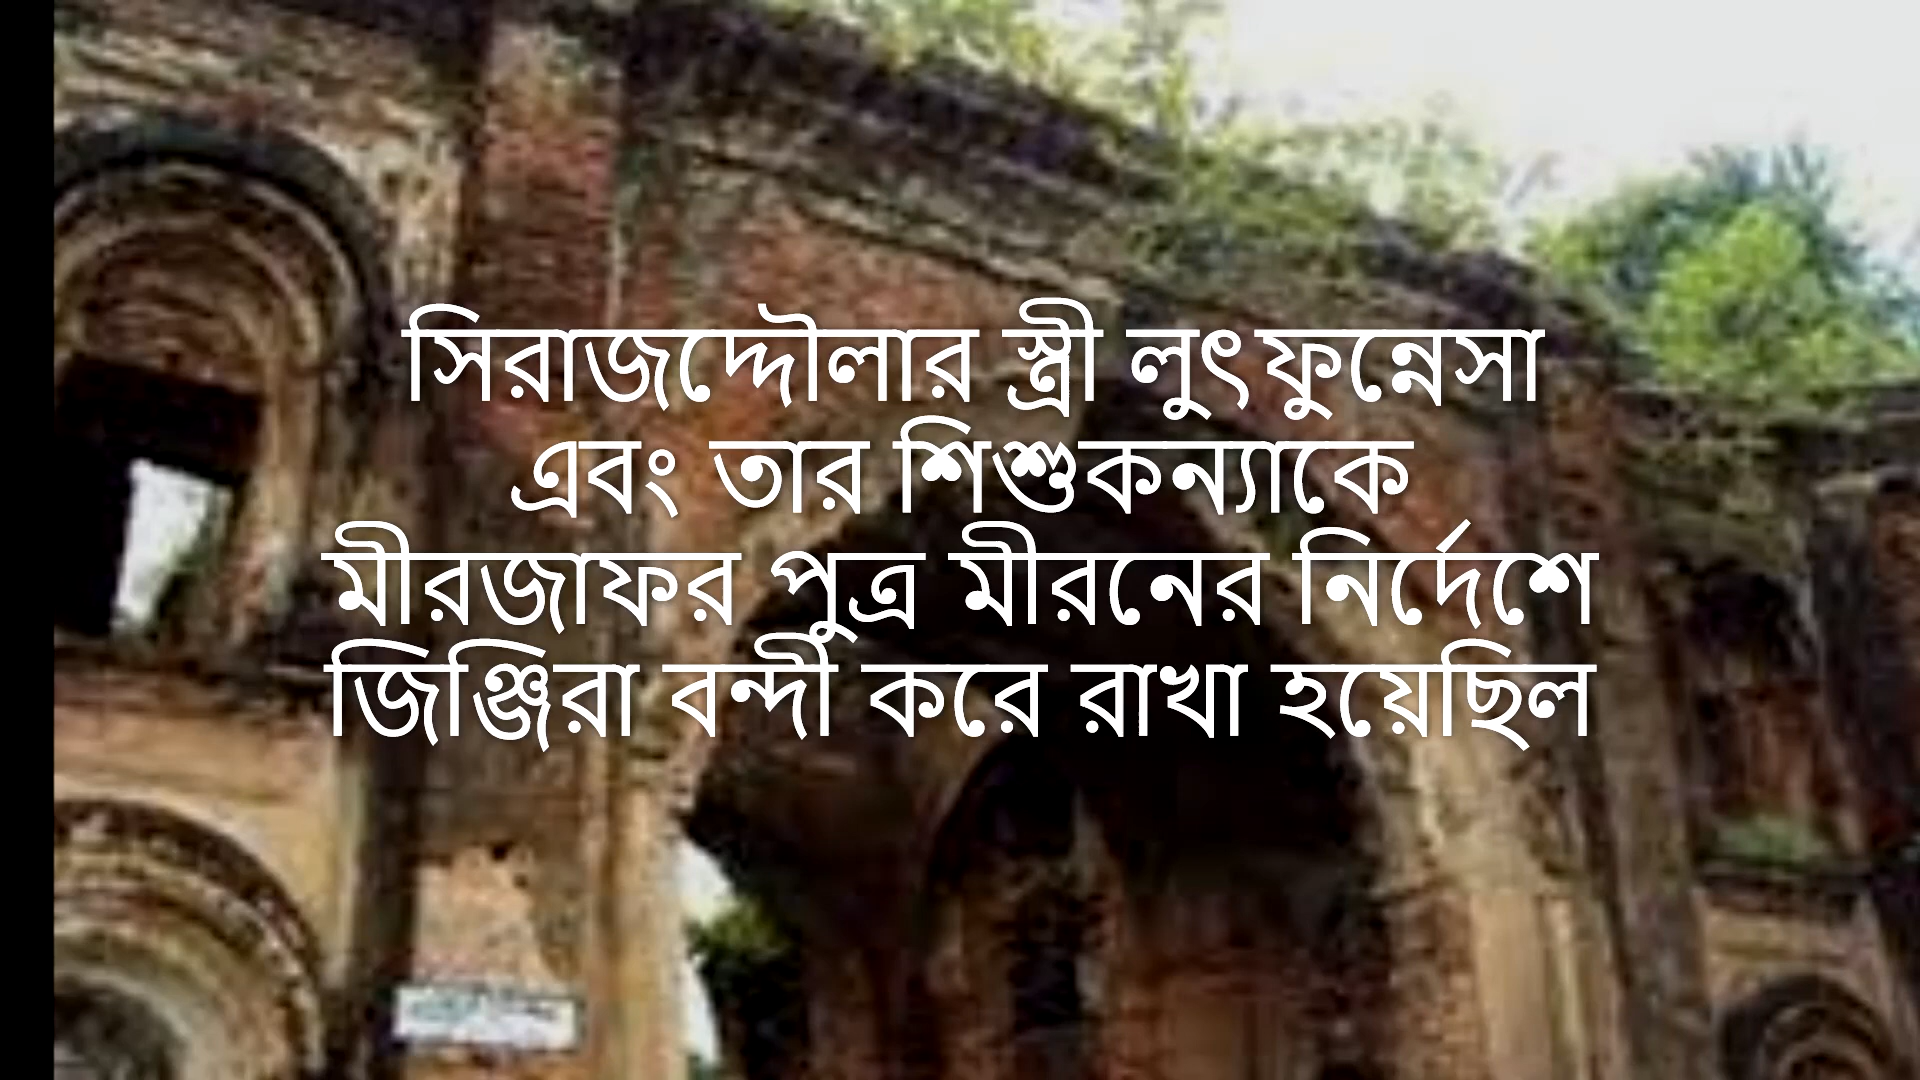 সিরাজদ্দৌলার স্ত্রী লুৎফুন্নেসা
এবং তার শিশুকন্যাকে
মীরজাফর পুত্র মীরনের নির্দেশে
জিঞ্জিরা বন্দী করে রাখা হয়েছিল